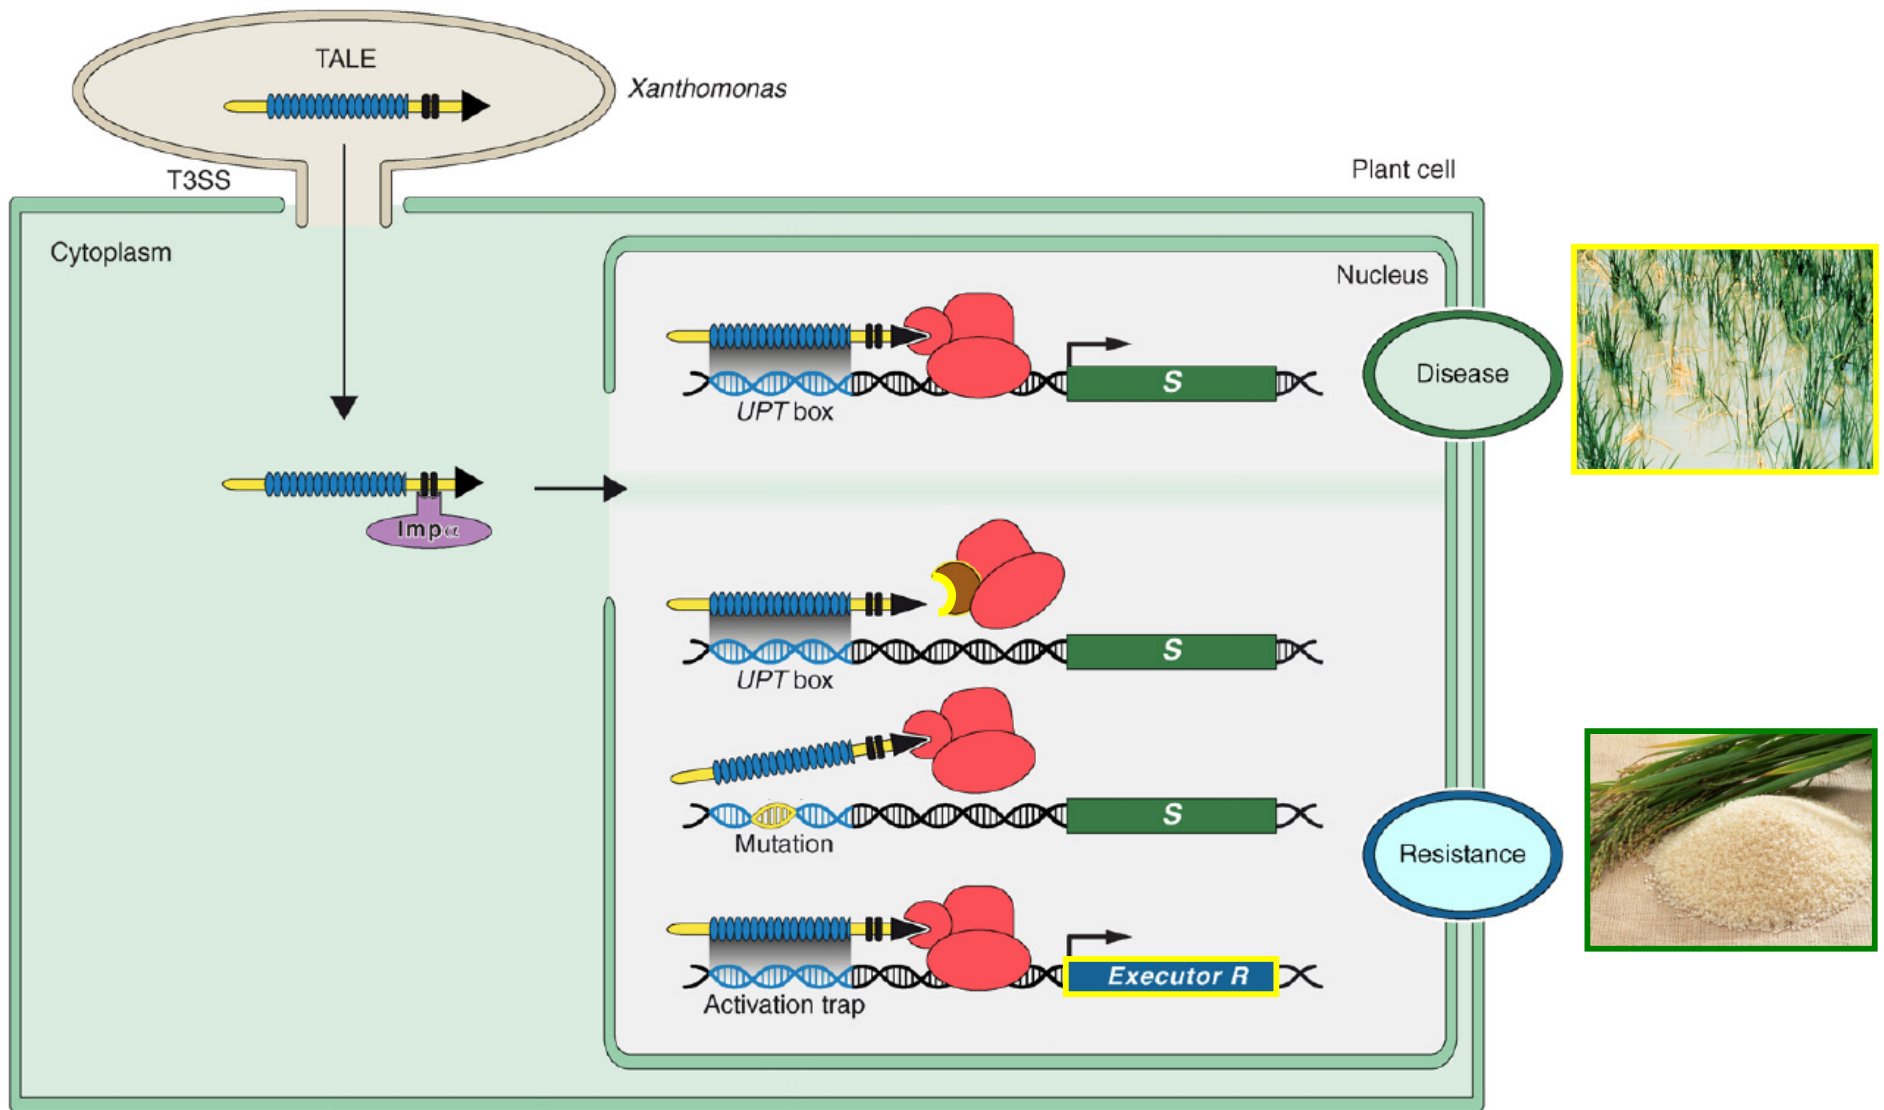 TALE
Xanthomonas
T3SS
Plant cell
Cytoplasm
Nucleus
S
UPT box
Disease
Impα
S
UPT box
S
Mutation
Resistance
Executor R
Activation trap